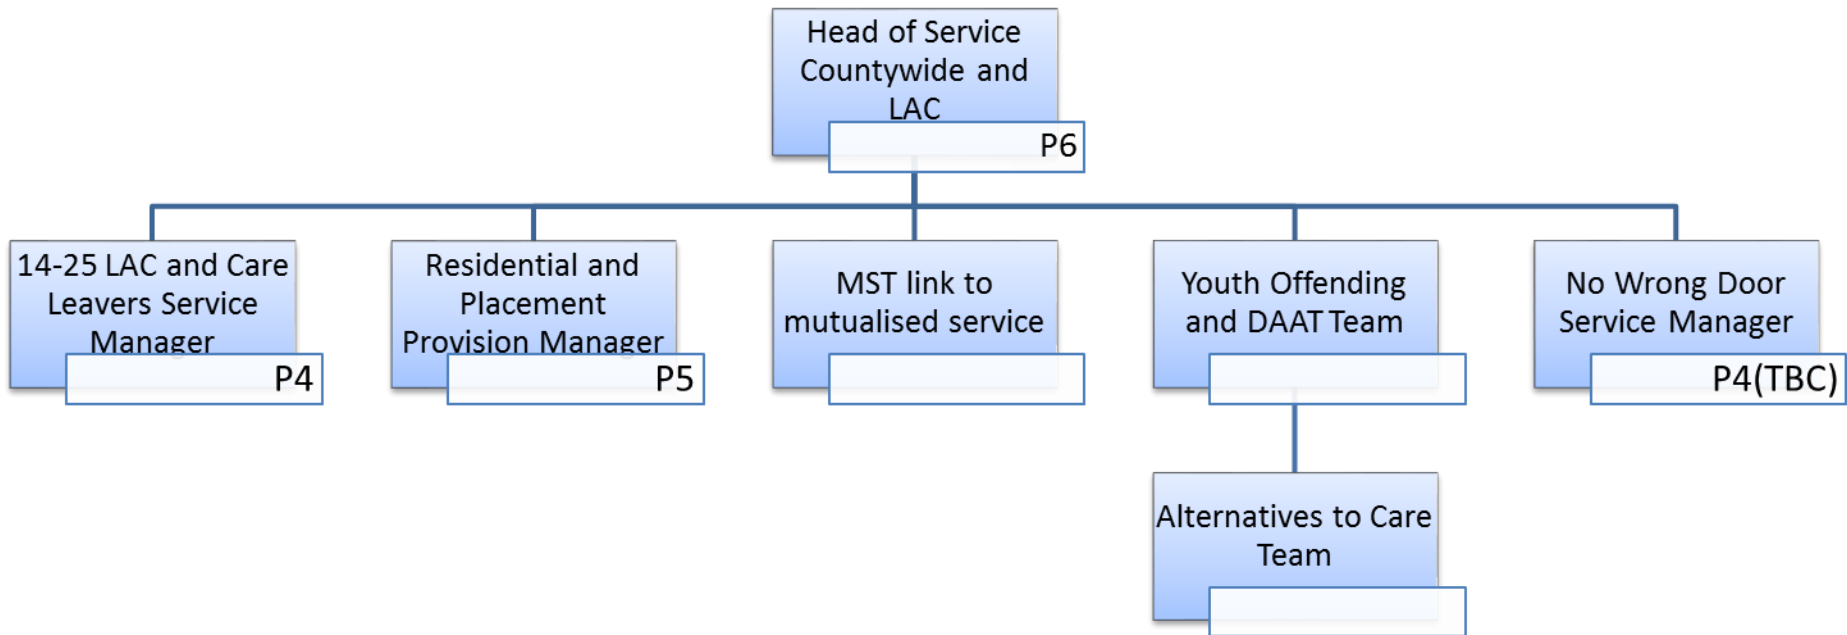 Head of Service
Countywide and
LAC
P6
14-25 LAC and Care
Leavers Service
Manager
P4
Residential and
Placement
Provision Manager
P5
MST link to
mutualised service
Youth Offending
and DAAT Team
No Wrong Door
Service Manager
P4(TBC)
Alternatives to Care
Team